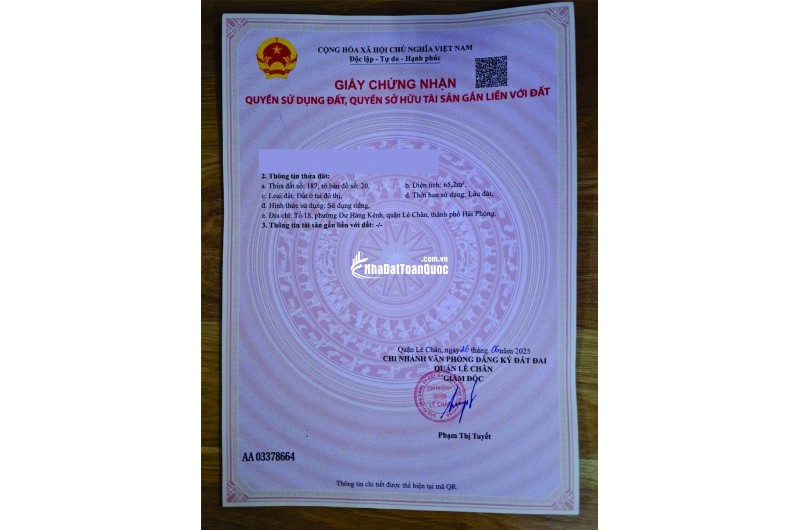 CỘNG HÒA XÃ HỘI CHỦ NGHĨA VIỆT NAM
Độc lập - Tự do - Hạnh phúc
GIẤY CHỨNG NHẬN
QUYỀN SỬ DỤNG ĐẤT, QUYỀN SỞ HỮU TÀI SẢN GẮN LIỀN VỚI ĐẤT
2. Thông tin thửa đất:
a. Thửa đất số: 187; tờ bản đồ số: 20, b. Diện tích: 65,2m²,
c. Loại đất: Đất ở tại đô thị, d. Thời hạn sử dụng: Lâu dài,
đ. Hình thức sử dụng: Sử dụng riêng,
e. Địa chỉ: Tổ 18, phường Dư Hàng Kênh, quận Lê Chân, thành phố Hải Phòng.
3. Thông tin tài sản gắn liền với đất: -/-
.com.vn
NhaDatToanQuoc
Quận Lê Chân, ngày 26 tháng năm 2025
CHI NHÁNH VĂN PHÒNG ĐĂNG KÝ ĐẤT ĐAI
QUẬN LÊ CHÂN
GIÁM ĐỐC
CHI NHÁNH
QUẬN
LÊ CHÂN
Phạm Thị Tuyết
AA 03378664
Thông tin chi tiết được thể hiện tại mã QR.